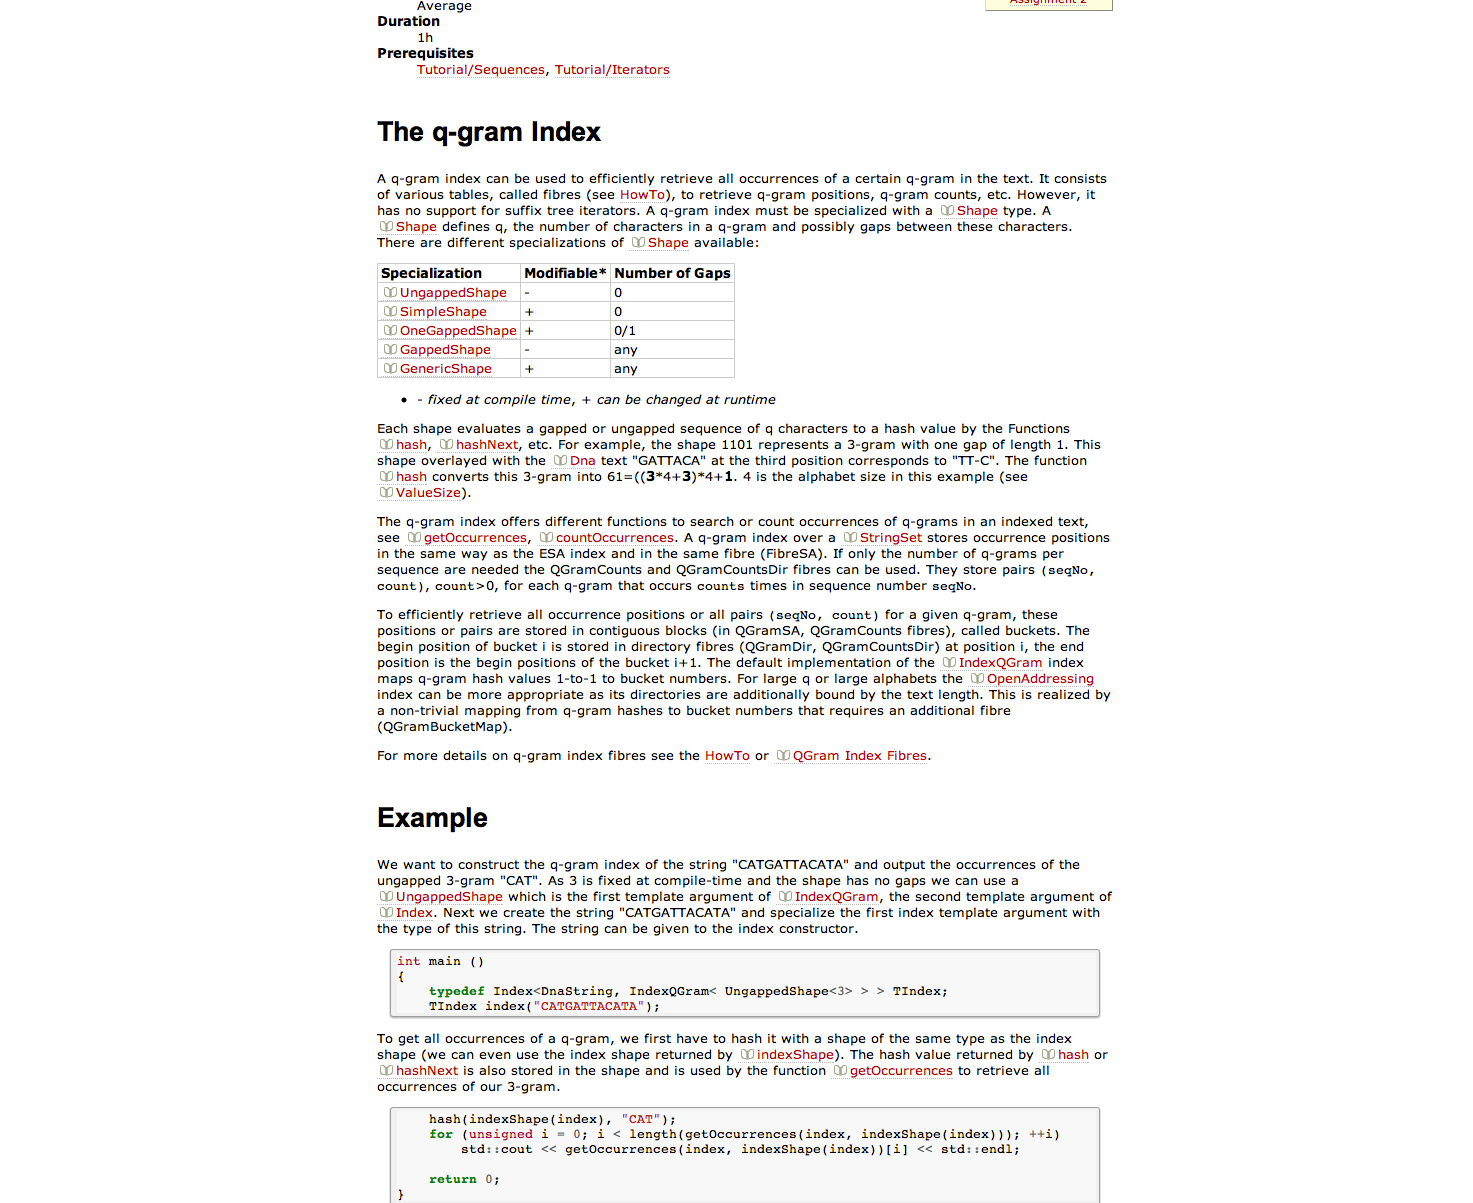 Average
Assignment 2
Duration
1h
Prerequisites
Tutorial/Sequences, Tutorial/Iterators
The q-gram Index
A q-gram index can be used to efficiently retrieve all occurrences of a certain q-gram in the text. It consists
of various tables, called fibres (see HowTo), to retrieve q-gram positions, q-gram counts, etc. However, it
has no support for suffix tree iterators. A q-gram index must be specialized with a Shape type. A
Shape defines q, the number of characters in a q-gram and possibly gaps between these characters.
There are different specializations of Shape available:
Specialization Modifiable* Number of Gaps
UngappedShape - 0
SimpleShape + 0
OneGappedShape + 0/1
GappedShape - any
GenericShape + any
• - fixed at compile time, + can be changed at runtime
Each shape evaluates a gapped or ungapped sequence of q characters to a hash value by the Functions
hash, hashNext, etc. For example, the shape 1101 represents a 3-gram with one gap of length 1. This
shape overlayed with the Dna text "GATTACA" at the third position corresponds to "TT-C". The function
hash converts this 3-gram into 61=((3*4+3)*4+1. 4 is the alphabet size in this example (see
ValueSize).
The q-gram index offers different functions to search or count occurrences of q-grams in an indexed text,
see getOccurrences, countOccurrences. A q-gram index over a StringSet stores occurrence positions
in the same way as the ESA index and in the same fibre (FibreSA). If only the number of q-grams per
sequence are needed the QGramCounts and QGramCountsDir fibres can be used. They store pairs (seqNo,
count), count>0, for each q-gram that occurs counts times in sequence number seqNo.
To efficiently retrieve all occurrence positions or all pairs (seqNo, count) for a given q-gram, these
positions or pairs are stored in contiguous blocks (in QGramSA, QGramCounts fibres), called buckets. The
begin position of bucket i is stored in directory fibres (QGramDir, QGramCountsDir) at position i, the end
position is the begin positions of the bucket i+1. The default implementation of the IndexQGram index
maps q-gram hash values 1-to-1 to bucket numbers. For large q or large alphabets the OpenAddressing
index can be more appropriate as its directories are additionally bound by the text length. This is realized by
a non-trivial mapping from q-gram hashes to bucket numbers that requires an additional fibre
(QGramBucketMap).
For more details on q-gram index fibres see the HowTo or QGram Index Fibres.
Example
We want to construct the q-gram index of the string "CATGATTACATA" and output the occurrences of the
ungapped 3-gram "CAT". As 3 is fixed at compile-time and the shape has no gaps we can use a
UngappedShape which is the first template argument of IndexQGram, the second template argument of
Index. Next we create the string "CATGATTACATA" and specialize the first index template argument with
the type of this string. The string can be given to the index constructor.
int main ()
{
typedef Index<DnaString, IndexQGram< UngappedShape<3> > > TIndex;
TIndex index("CATGATTACATA");
To get all occurrences of a q-gram, we first have to hash it with a shape of the same type as the index
shape (we can even use the index shape returned by indexShape). The hash value returned by hash or
hashNext is also stored in the shape and is used by the function getOccurrences to retrieve all
occurrences of our 3-gram.
hash(indexShape(index), "CAT");
for (unsigned i = 0; i < length(getOccurrences(index, indexShape(index))); ++i)
std::cout << getOccurrences(index, indexShape(index))[i] << std::endl;
return 0;
}